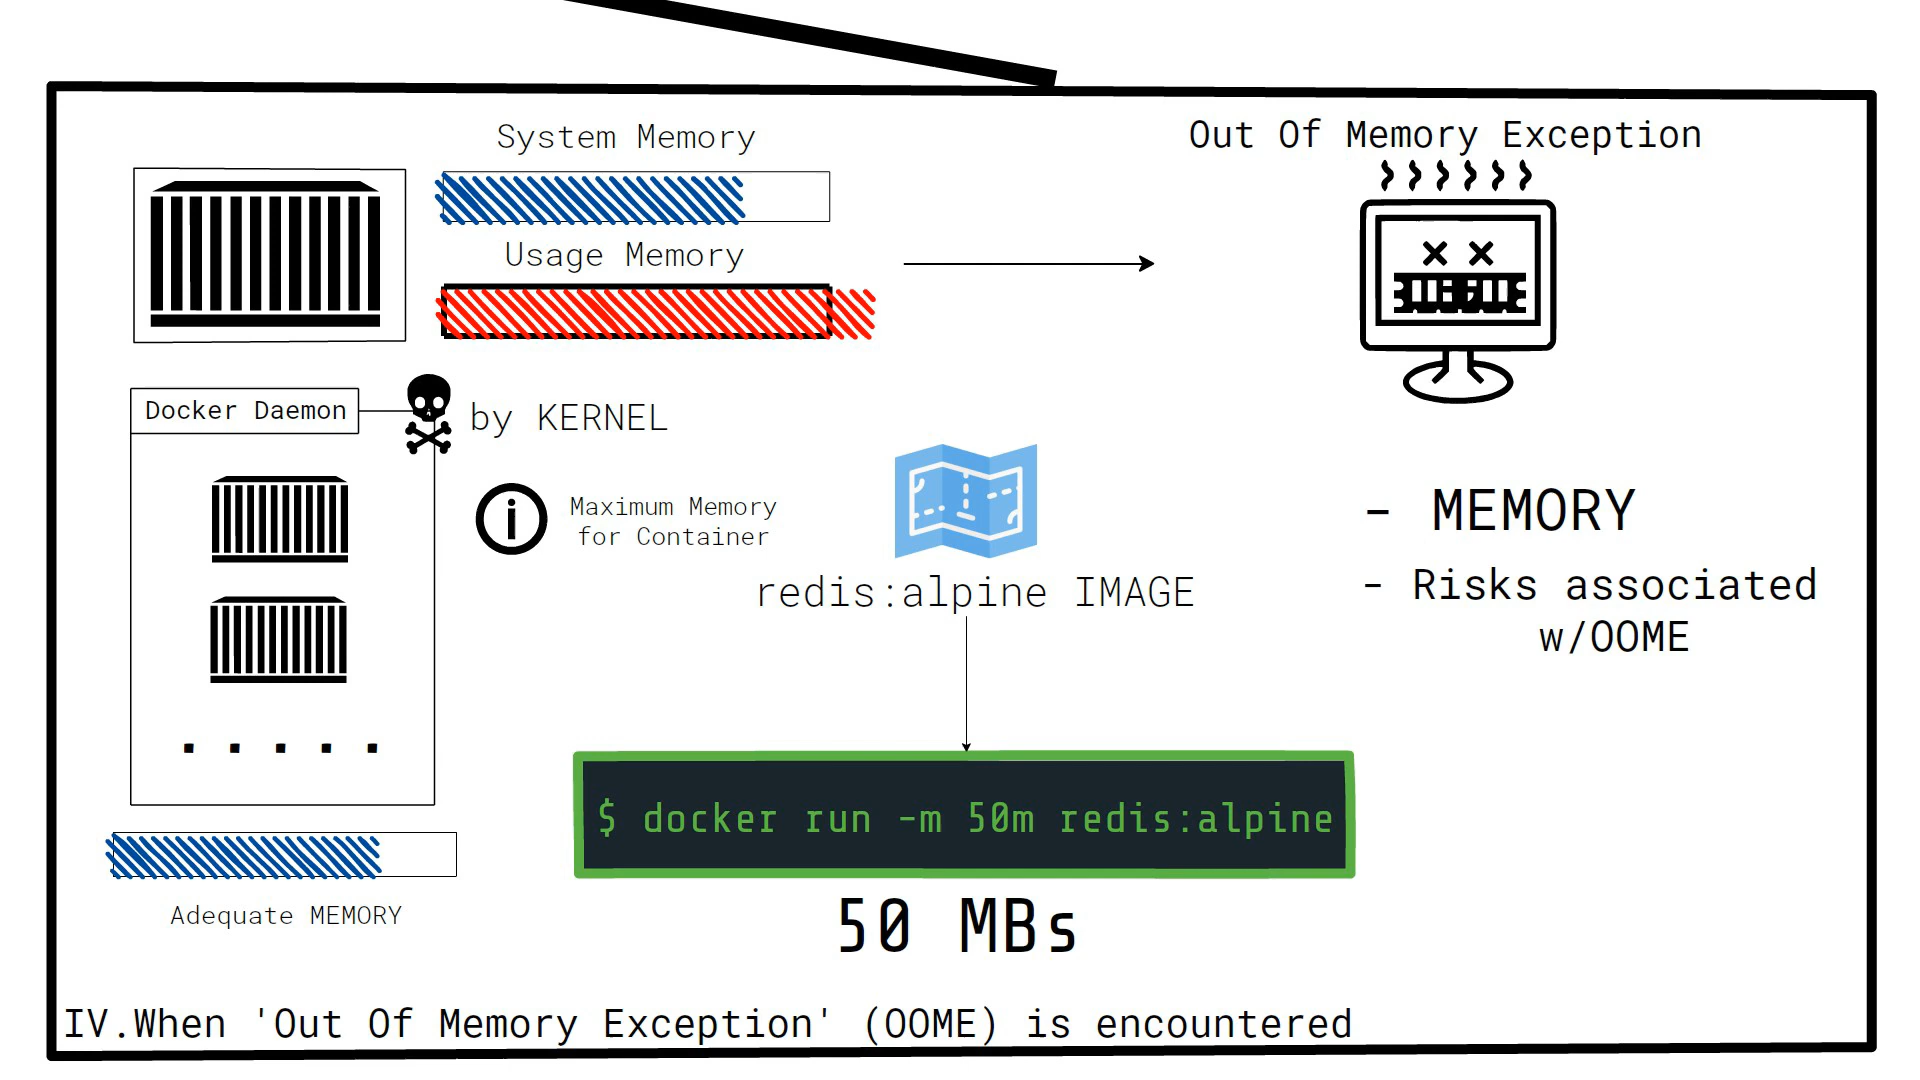 System Memory
Out Of Memory Exception
Usage Memory
Docker Daemon
by KERNEL
i
Maximum Memory
for Container
redis:alpine IMAGE
- MEMORY
- Risks associated
w/OOME
$ docker run -m 50m redis:alpine
50 MBs
Adequate MEMORY
IV.When 'Out Of Memory Exception' (OOME) is encountered